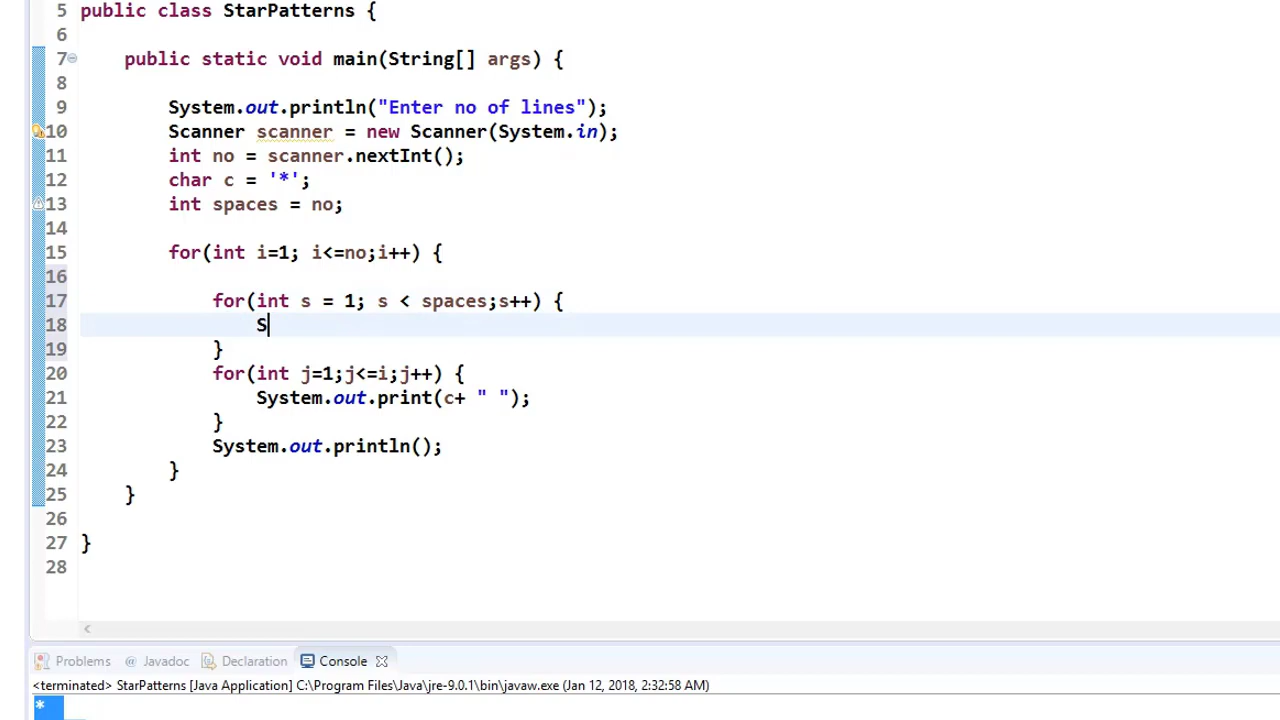 5 public class StarPatterns {
6
7 public static void main(String[] args) {
8
9 System.out.println("Enter no of lines");
10 Scanner scanner = new Scanner(System.in);
11 int no = scanner.nextInt();
12 char c = '*';
13 int spaces = no;
14
15 for(int i=1; i<=no;i++) {
16
17 for(int s = 1; s < spaces;s++) {
18 S
19 }
20 for(int j=1;j<=i;j++) {
21 System.out.print(c+ " ");
22 }
23 System.out.println();
24 }
25 }
26
27 }
28
Problems @ Javadoc Declaration Console
<terminated> StarPatterns [Java Application] C:\Program Files\Java\jre-9.0.1\bin\javaw.exe (Jan 12, 2018, 2:32:58 AM)
*